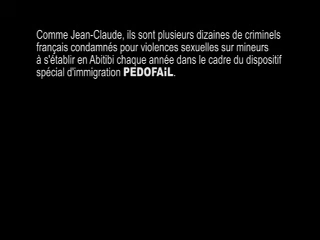 Comme Jean-Claude, ils sont plusieurs dizaines de criminels
français condamnés pour violences sexuelles sur mineurs
à s'établir en Abitibi chaque année dans le cadre du dispositif
spécial d'immigration PEDOFAiL.